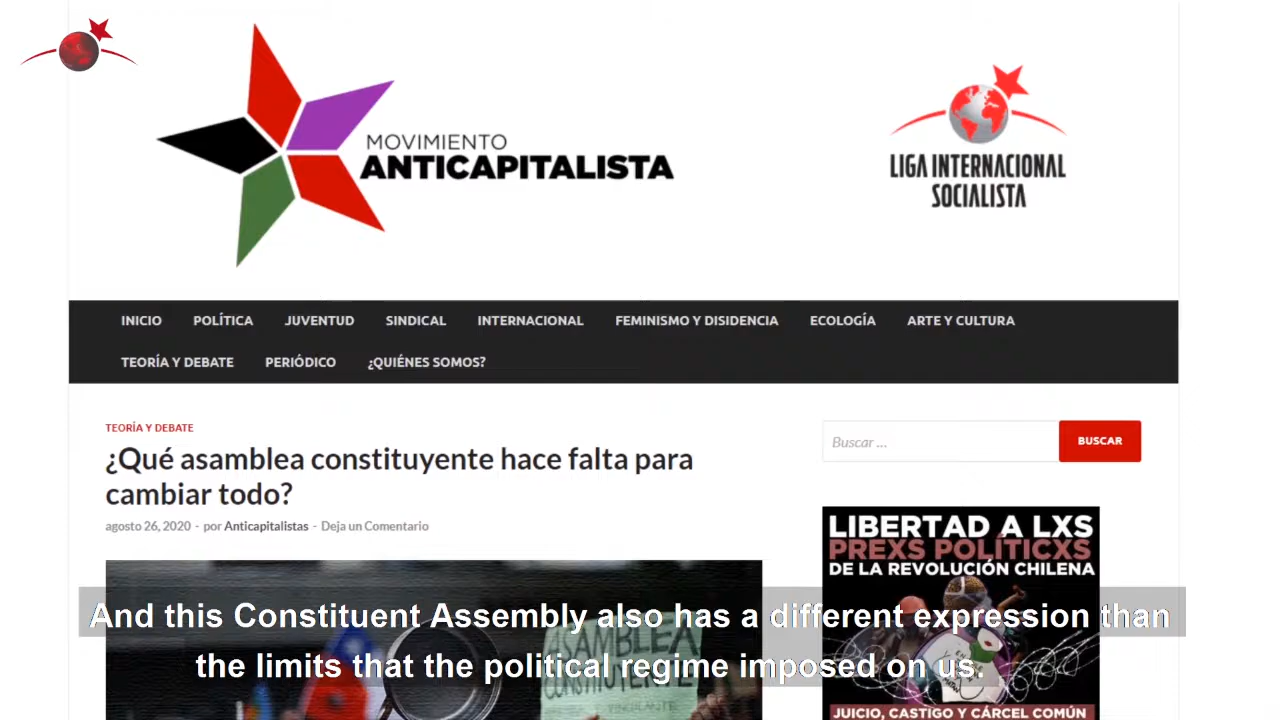 MOVIMIENTO
ANTICAPITALISTA
LIGA INTERNACIONAL
SOCIALISTA
INICIO POLÍTICA JUVENTUD SINDICAL INTERNACIONAL FEMINISMO Y DISIDENCIA ECOLOGÍA ARTE Y CULTURA
TEORÍA Y DEBATE PERIÓDICO ¿QUIÉNES SOMOS?
TEORÍA Y DEBATE
¿Qué asamblea constituyente hace falta para
cambiar todo?
agosto 26, 2020 - por Anticapitalistas - Deja un Comentario
Buscar ...
BUSCAR
LIBERTAD A LXS
PREXS POLÍTICXS
DE LA REVOLUCIÓN CHILENA
And this Constituent Assembly also has a different expression than
the limits that the political regime imposed on us.
ASAMBLEA
CONSTITUYENTE
JUICIO, CASTIGO Y CÁRCEL COMÚN